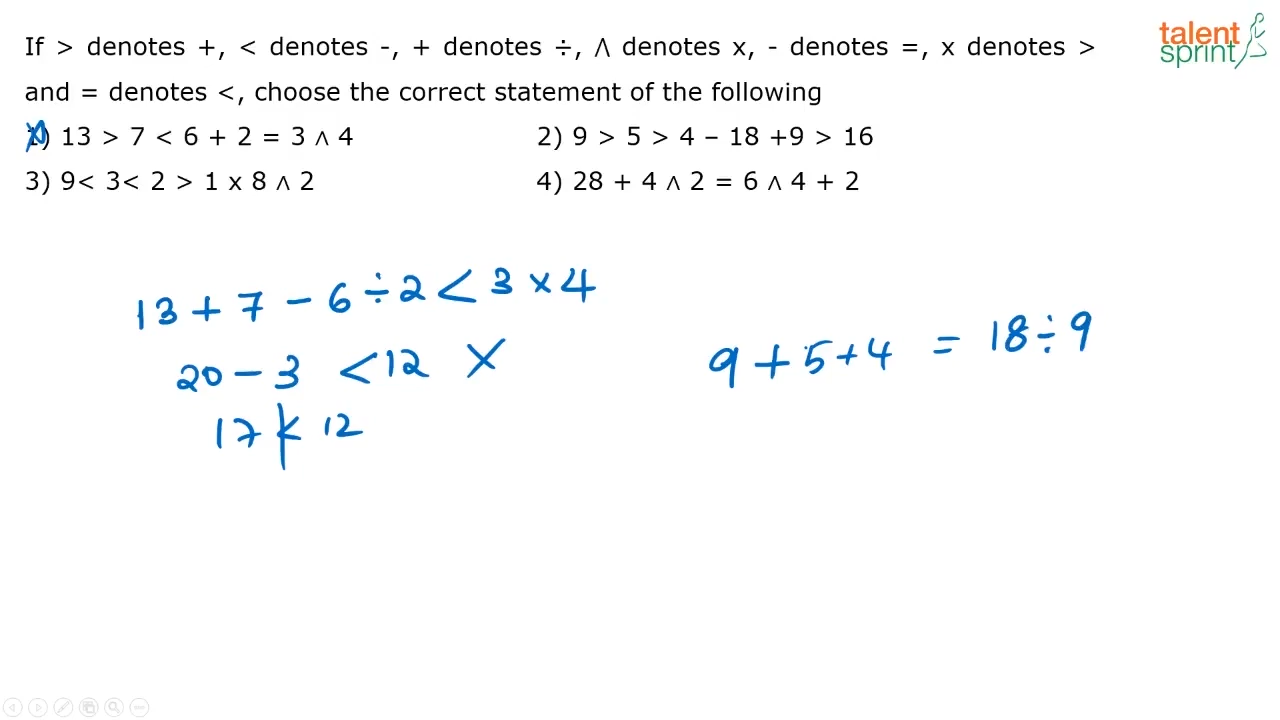 If > denotes +, < denotes -, + denotes ÷, Λ denotes x, - denotes =, x denotes >
and = denotes <, choose the correct statement of the following
1) 13 > 7 < 6 + 2 = 3 ∧ 4
2) 9 > 5 > 4 – 18 +9 > 16
3) 9< 3< 2 > 1 x 8 ∧ 2
4) 28 + 4 ∧ 2 = 6 ∧ 4 + 2
talent
sprint
13 + 7 - 6 ÷ 2 < 3 × 4
20 - 3 < 12 ×
17 < 12
9 + 5 + 4 = 18 ÷ 9